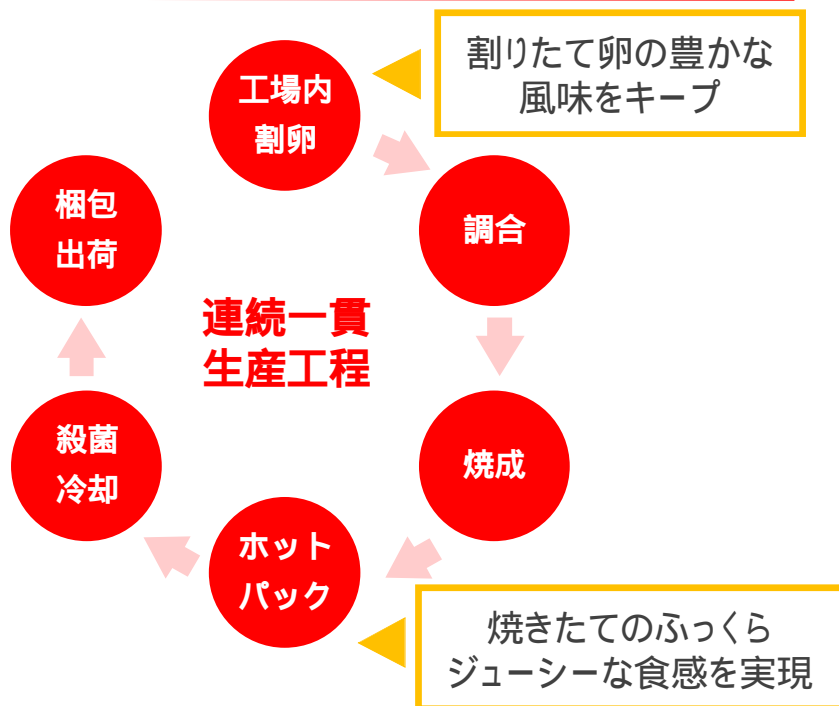 工場内
割卵
割りたて卵の豊かな
風味をキープ
調合
焼成
ホット
パック
焼きたてのふっくら
ジューシーな食感を実現
殺菌
冷却
梱包
出荷
連続一貫
生産工程